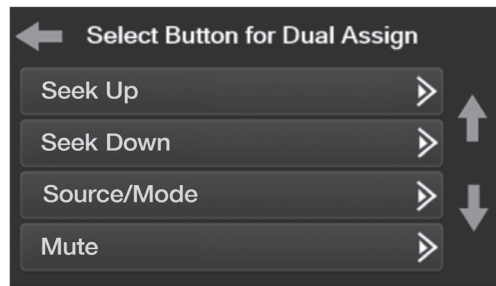 Select Button for Dual Assign
Seek Up
Seek Down
Source/Mode
Mute